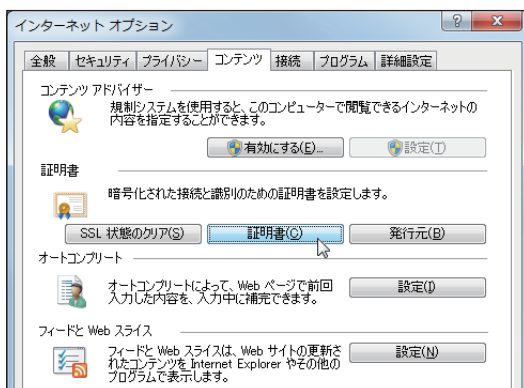 インターネット オプション
全般 セキュリティ プライバシー コンテンツ 接続 プログラム 詳細設定
コンテンツ アドバイザー
規制システムを使用すると、このコンピューターで閲覧できるインターネットの
内容を指定することができます。
有効にする(E)... 設定(T)
証明書
暗号化された接続と識別のための証明書を設定します。
SSL 状態のクリア(S) 証明書(C) 発行元(B)
オートコンプリート
オートコンプリートによって、Web ページで前回
入力した内容を、入力中に補完できます。
設定(I)
フィードと Web スライス
フィードと Web スライスは、Web サイトの更新さ
れたコンテンツを Internet Explorer やその他の
プログラムで表示します。
設定(N)